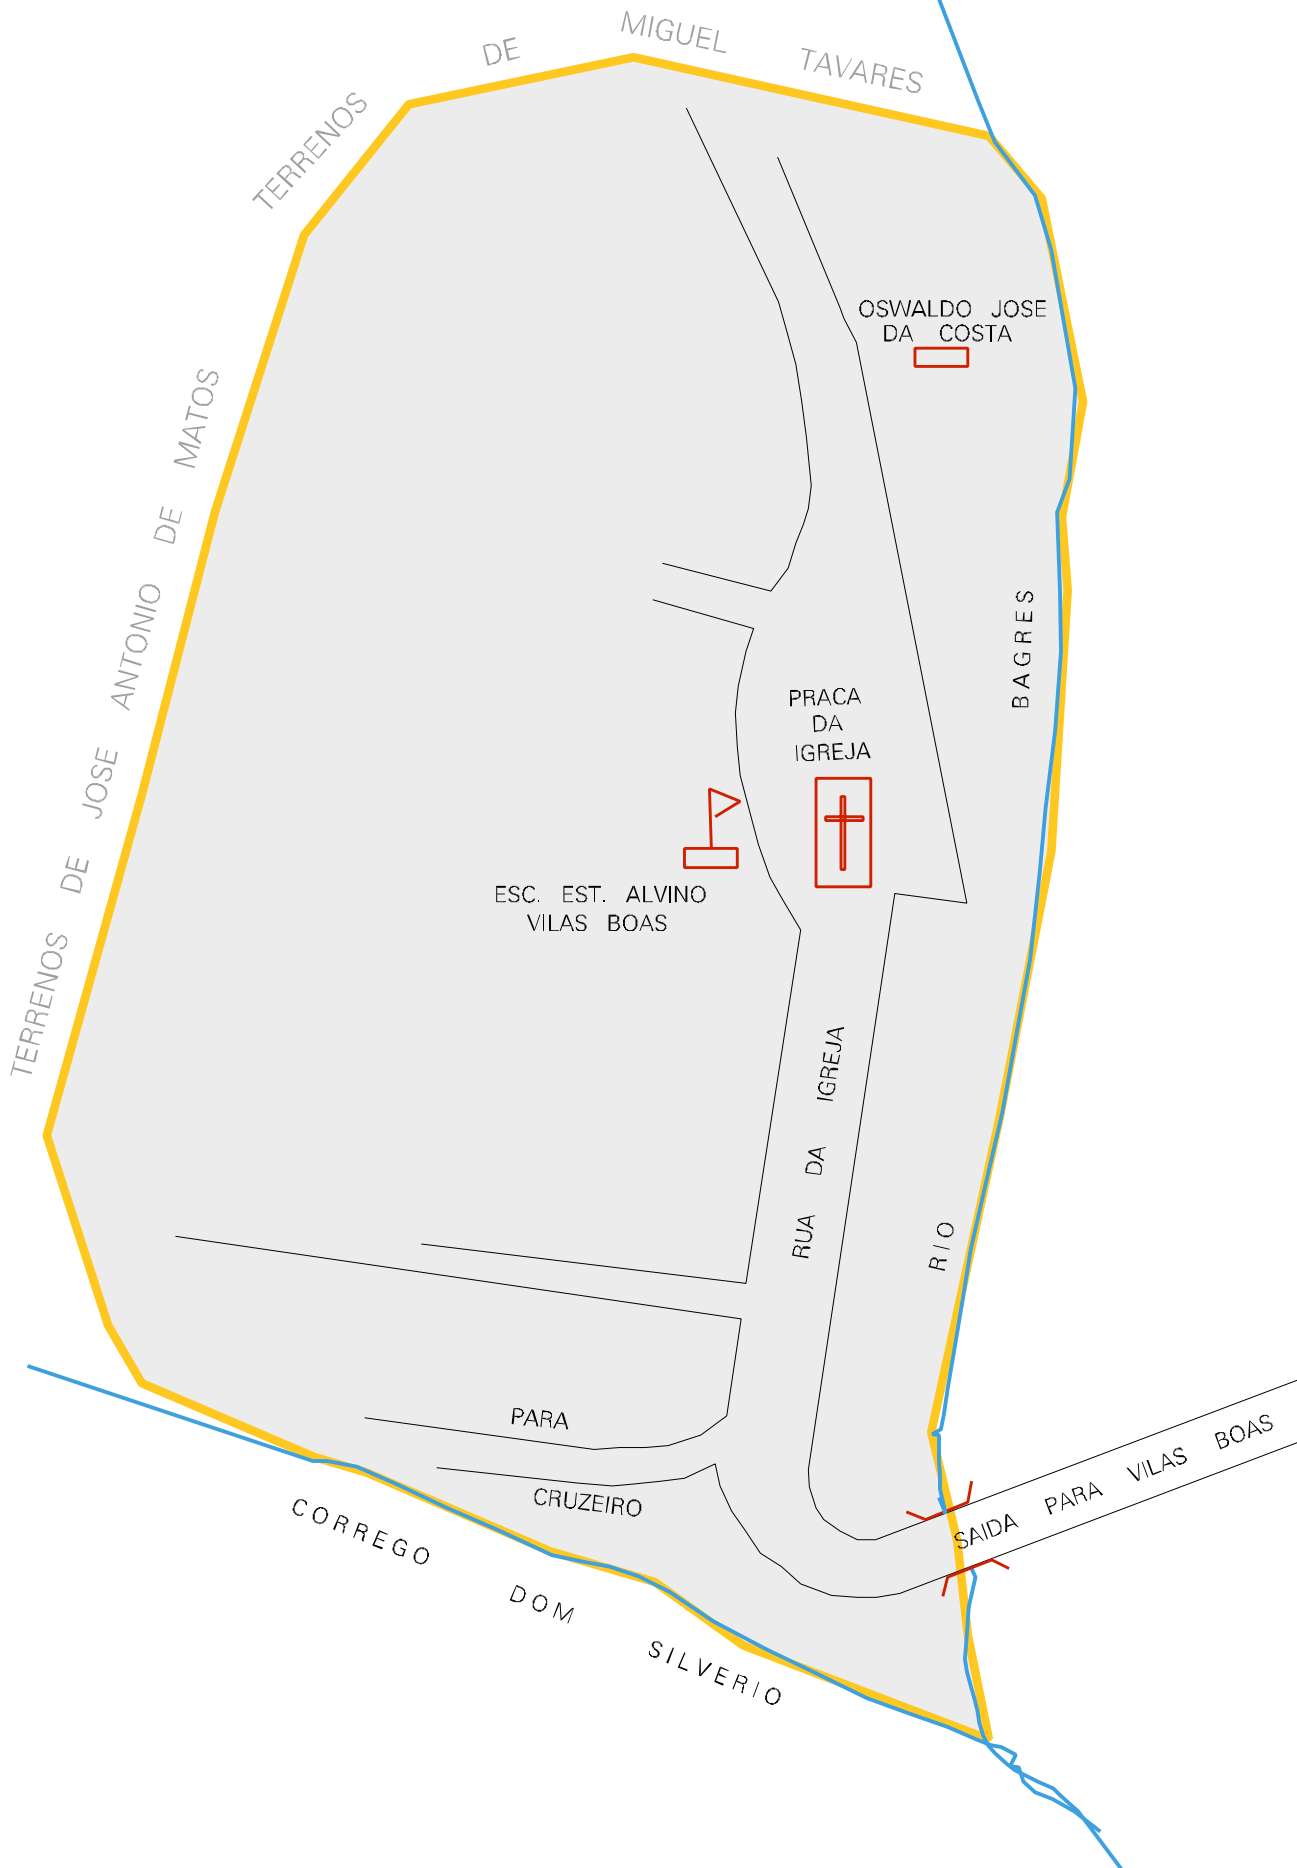 TERRENOS DE MIGUEL TAVARES
OSWALDO JOSE
DA COSTA
TERRENOS DE JOSE ANTONIO DE MATOS
PRACA
DA
IGREJA
ESC. EST. ALVINO
VILAS BOAS
RIO BAGRES
RUA DA IGREJA
PARA
CRUZEIRO
SAIDA PARA VILAS BOAS
CORREGO DOM SILVERIO